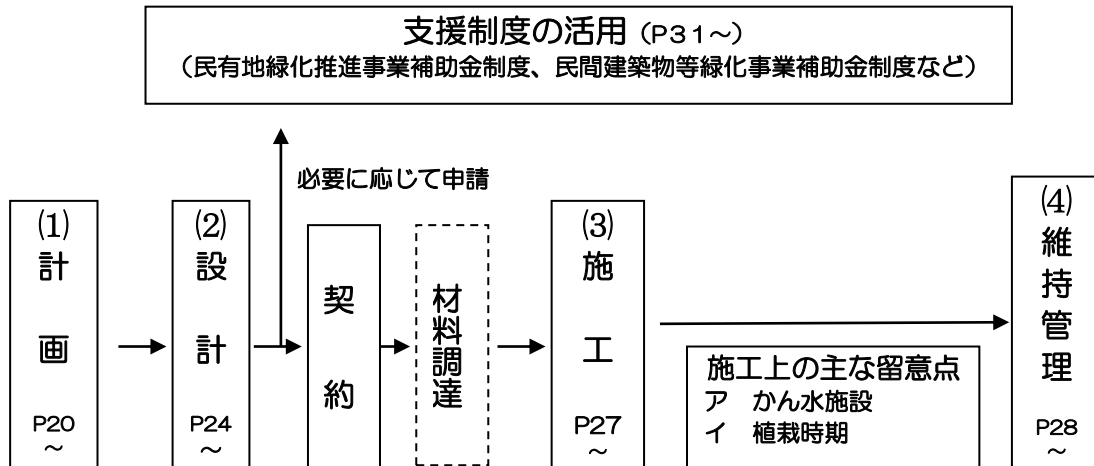 支援制度の活用（P31～）
（民有地緑化推進事業補助金制度、民間建築物等緑化事業補助金制度など）
必要に応じて申請
(1)
計画
P20
～
(2)
設計
P24
～
契約
材料調達
(3)
施工
P27
～
施工上の主な留意点
ア　かん水施設
イ　植栽時期
(4)
維持管理
P28
～